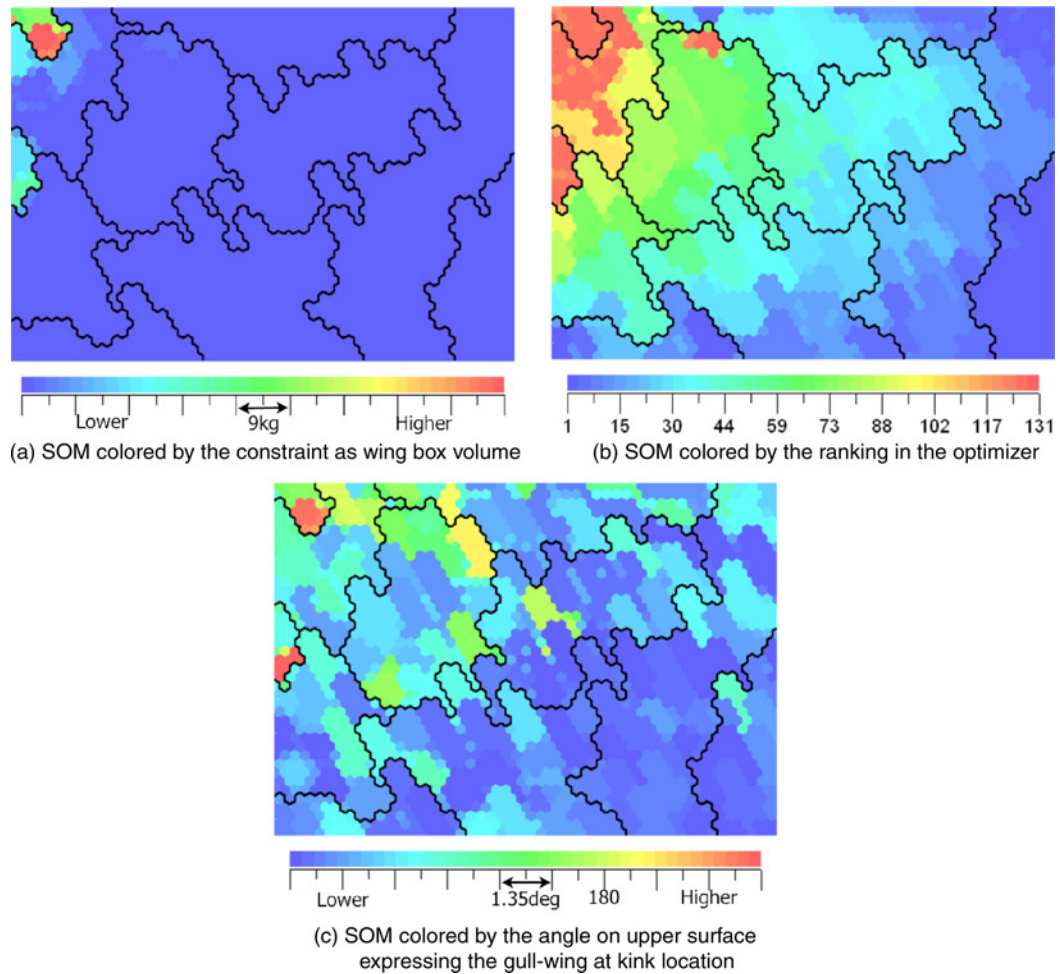 Lower 9kg Higher
(a) SOM colored by the constraint as wing box volume
1 15 30 44 59 73 88 102 117 131
(b) SOM colored by the ranking in the optimizer
Lower 1.35deg 180 Higher
(c) SOM colored by the angle on upper surface
expressing the gull-wing at kink location